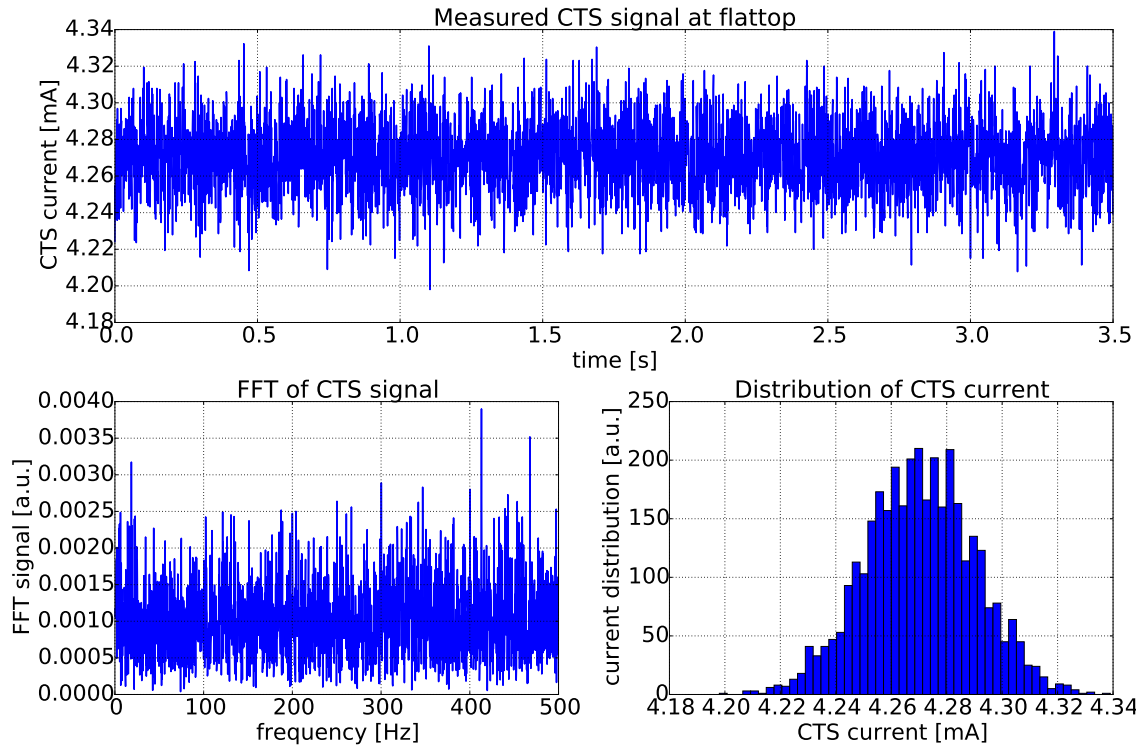 Measured CTS signal at flattop
4.34
4.32
4.30
4.28
4.26
4.24
4.22
4.20
4.18
CTS current [mA]
0.0 0.5 1.0 1.5 2.0 2.5 3.0 3.5
time [s]
FFT of CTS signal
0.0040
0.0035
0.0030
0.0025
0.0020
0.0015
0.0010
0.0005
0.0000
FFT signal [a.u.]
0 100 200 300 400 500
frequency [Hz]
Distribution of CTS current
250
200
150
100
50
0
current distribution [a.u.]
4.18 4.20 4.22 4.24 4.26 4.28 4.30 4.32 4.34
CTS current [mA]